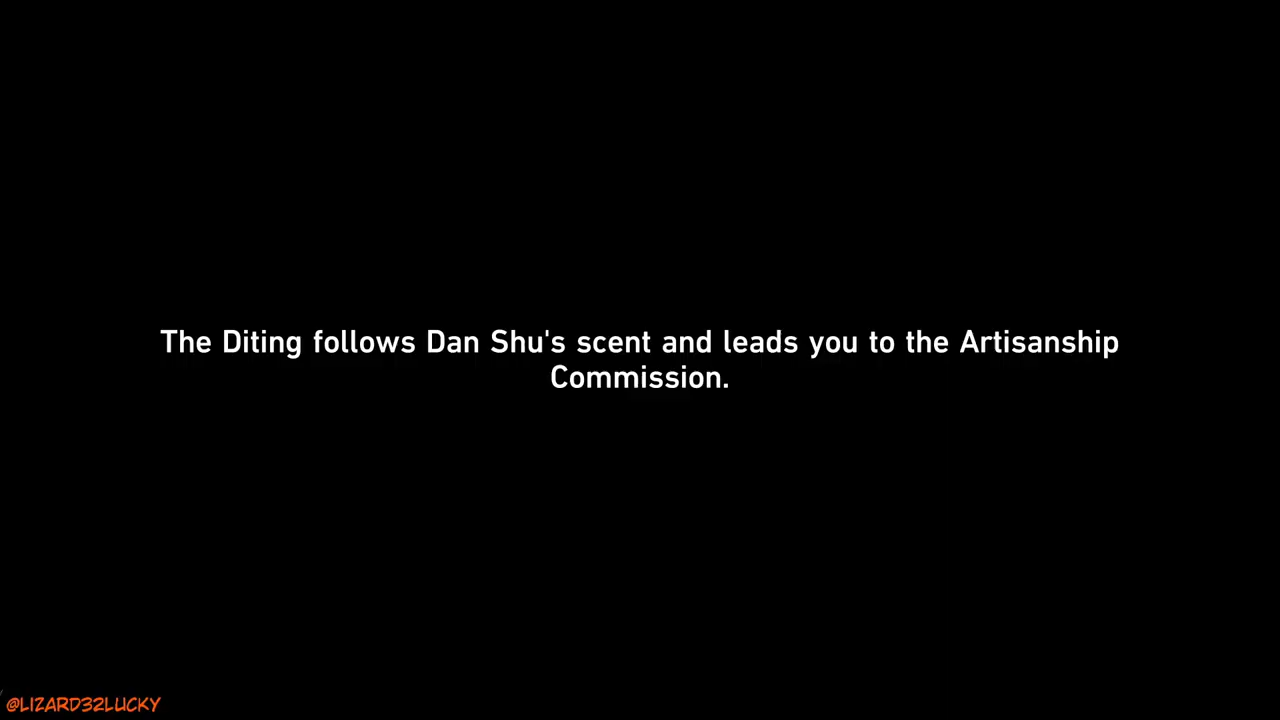 The Diting follows Dan Shu's scent and leads you to the Artisanship
Commission.
@LIZARD32LUCKY